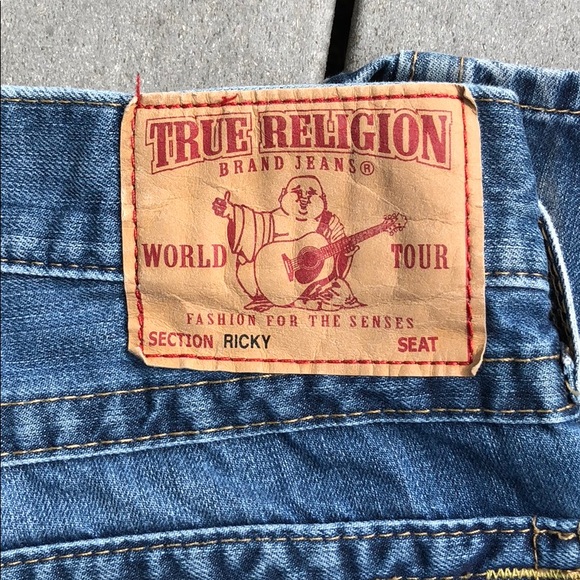 TRUE RELIGION
BRAND JEANS®
WORLD TOUR
FASHION FOR THE SENSES
SECTION RICKY SEAT